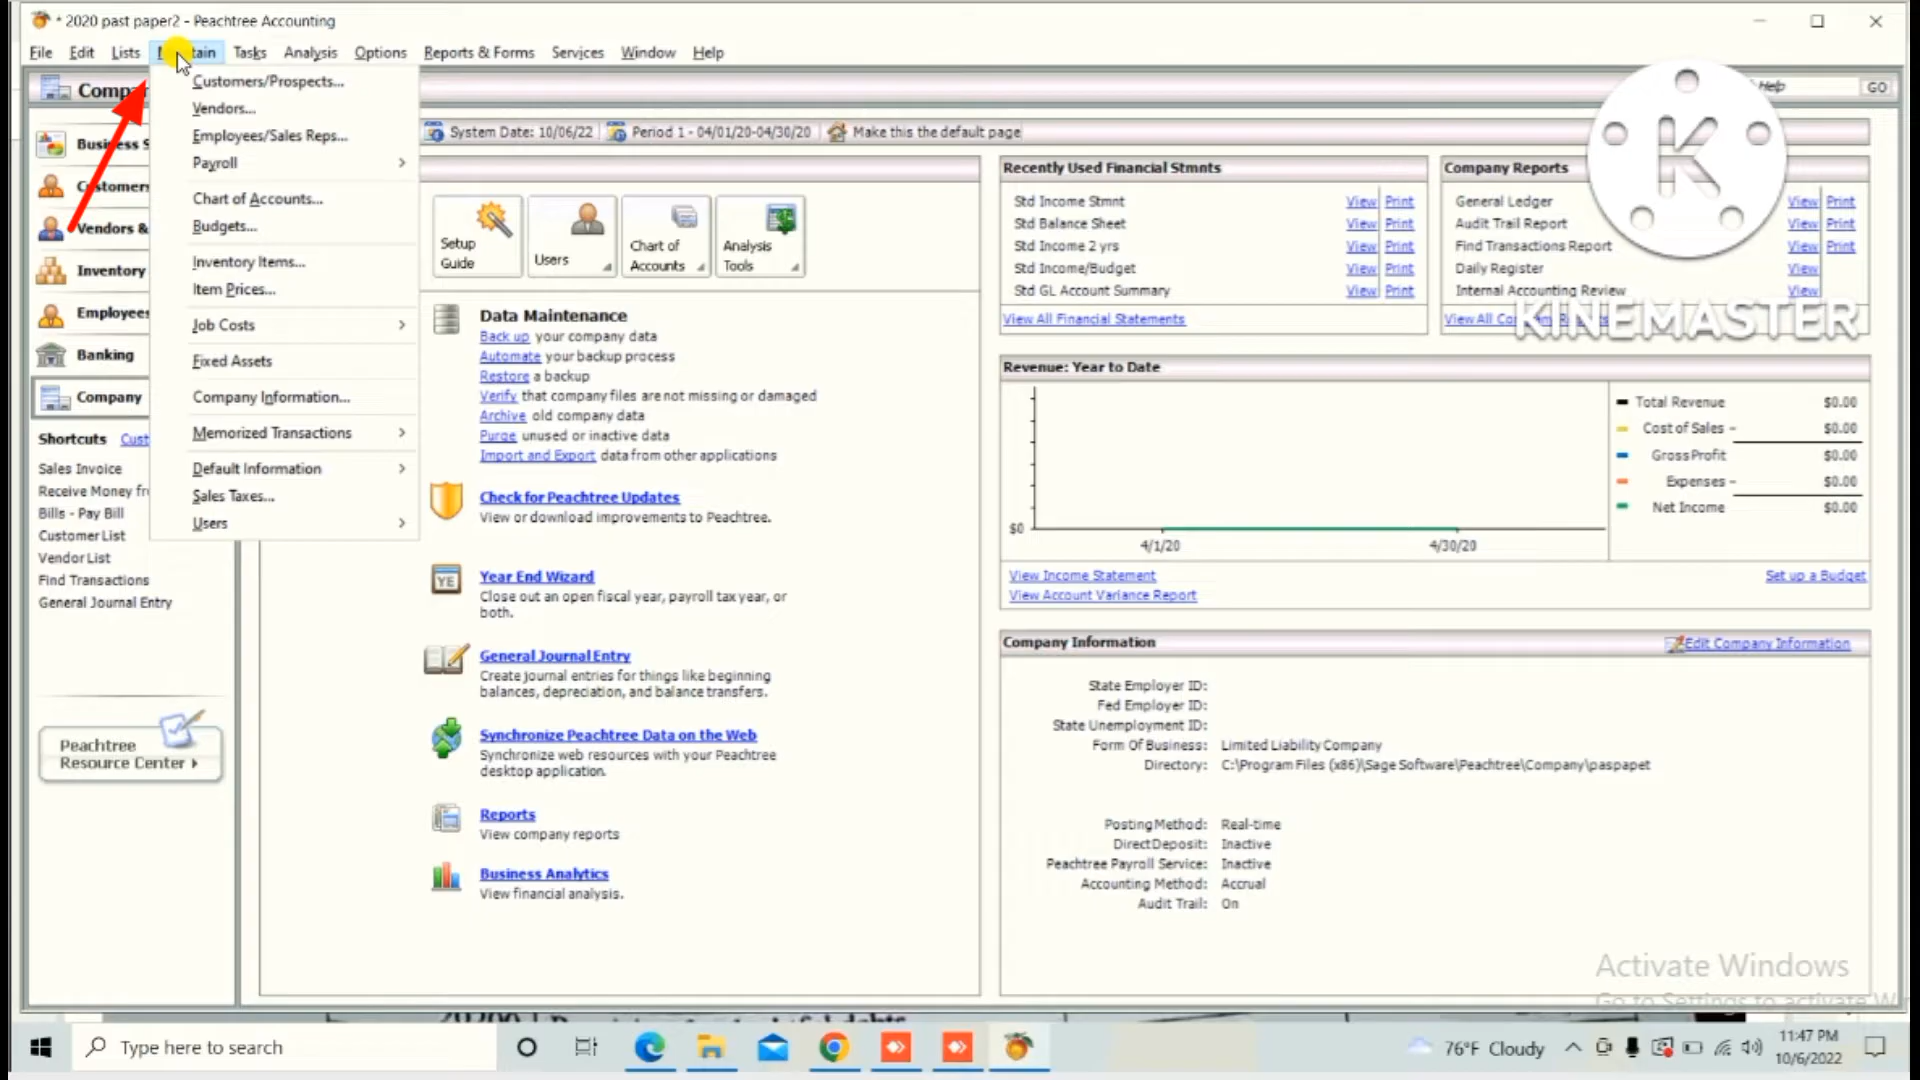 * 2020 past paper2 - Peachtree Accounting
File Edit Lists Tasks Analysis Options Reports & Forms Services Window Help
Customers/Prospects...
Vendors...
Employees/Sales Reps...
Payroll
Chart of Accounts...
Budgets...
Inventory Items...
Item Prices...
Job Costs
Fixed Assets
Company Information...
Memorized Transactions
Default Information
Sales Taxes...
Users
Help GO
System Date: 10/06/22 Period 1 - 04/01/20-04/30/20 Make this the default page
Business
Customers
Vendors &
Inventory
Employees
Banking
Company
Shortcuts
Sales Invoice
Receive Money
Bills - Pay Bill
Customer List
Vendor List
Find Transactions
General Journal Entry
Peachtree
Resource Center
Setup
Guide
Users
Chart of
Accounts
Analysis
Tools
Data Maintenance
Back up your company data
Automate your backup process
Restore a backup
Verify that company files are not missing or damaged
Archive old company data
Purge unused or inactive data
Import and Export data from other applications
Check for Peachtree Updates
View or download improvements to Peachtree.
Year End Wizard
Close out an open fiscal year, payroll tax year, or
both.
General Journal Entry
Create journal entries for things like beginning
balances, depreciation, and balance transfers.
Synchronize Peachtree Data on the Web
Synchronize web resources with your Peachtree
desktop application.
Reports
View company reports
Business Analytics
View financial analysis.
Recently Used Financial Stmnts
Std Income Stmnt View Print
Std Balance Sheet View Print
Std Income 2 yrs View Print
Std Income/Budget View Print
Std GL Account Summary View Print
View All Financial Statements
Company Reports
General Ledger View Print
Audit Trail Report View Print
Find Transactions Report View Print
Daily Register View
Internal Accounting Review View
View All
K
KINEMASTER
Revenue: Year to Date
$0
4/1/20 4/30/20
Total Revenue $0.00
Cost of Sales - $0.00
Gross Profit $0.00
Expenses - $0.00
Net Income $0.00
View Income Statement Set up a Budget
View Account Variance Report
Company Information Edit Company Information
State Employer ID:
Fed Employer ID:
State Unemployment ID:
Form Of Business: Limited Liability Company
Directory: C:\Program Files (x86)\Sage Software\Peachtree\Company\paspapet
Posting Method: Real-time
Direct Deposit: Inactive
Peachtree Payroll Service: Inactive
Accounting Method: Accrual
Audit Trail: On
Activate Windows
Go to Settings to activate
Type here to search
76°F Cloudy
11:47 PM
10/6/2022